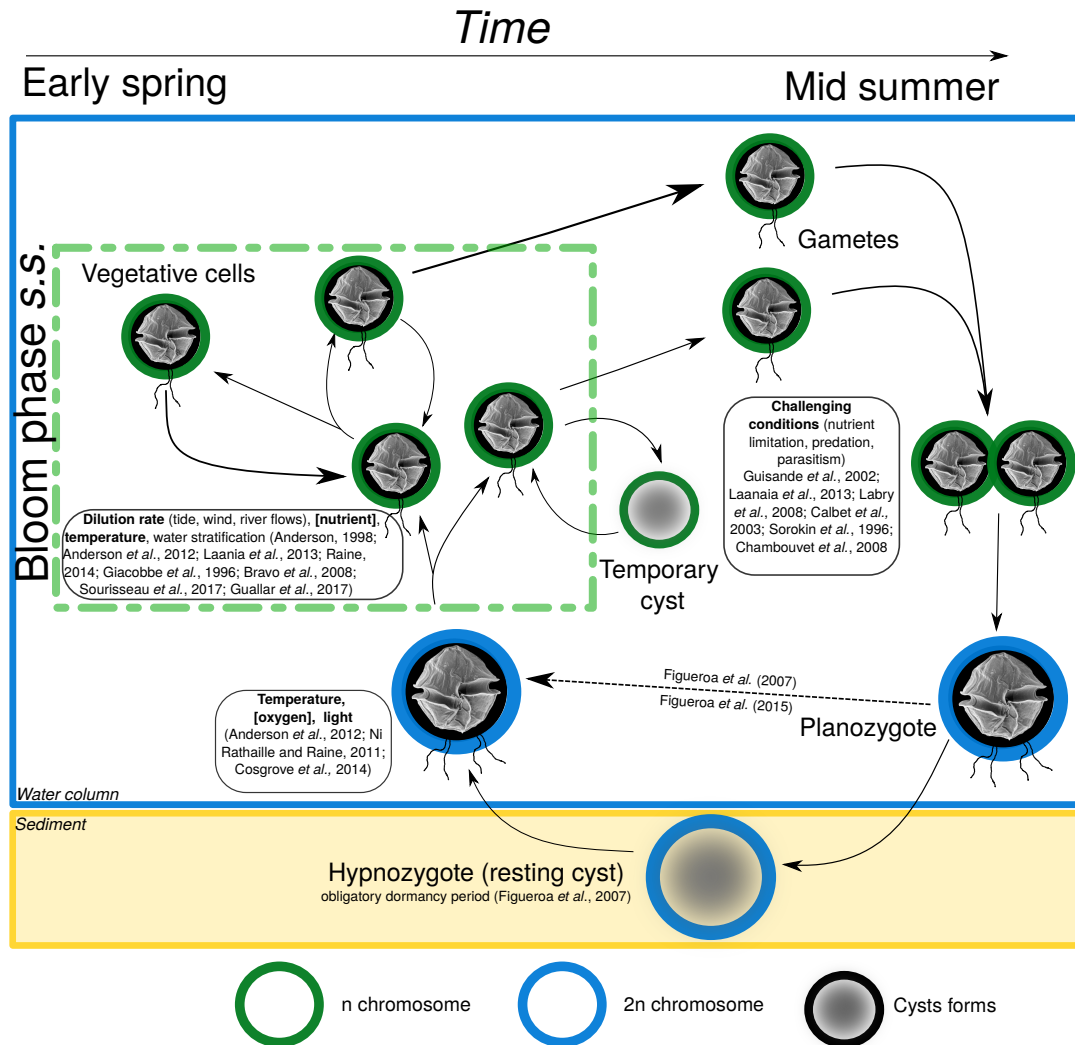 Time
Early spring
Mid summer
Bloom phase s.s.
Vegetative cells
Gametes
Challenging
conditions (nutrient
limitation, predation,
parasitism)
Guisande et al., 2002;
Laanaia et al., 2013; Labry
et al., 2008; Calbet et al.,
2003; Sorokin et al., 1996;
Chambouvet et al., 2008
Dilution rate (tide, wind, river flows), [nutrient],
temperature, water stratification (Anderson, 1998;
Anderson et al., 2012; Laania et al., 2013; Raine,
2014; Giacobbe et al., 1996; Bravo et al., 2008;
Sourisseau et al., 2017; Guallar et al., 2017)
Temporary
cyst
Temperature,
[oxygen], light
(Anderson et al., 2012; Ni
Rathaille and Raine, 2011;
Cosgrove et al., 2014)
Figueroa et al. (2007)
Figueroa et al. (2015)
Planozygote
Water column
Sediment
Hypnozygote (resting cyst)
obligatory dormancy period (Figueroa et al., 2007)
n chromosome
2n chromosome
Cysts forms